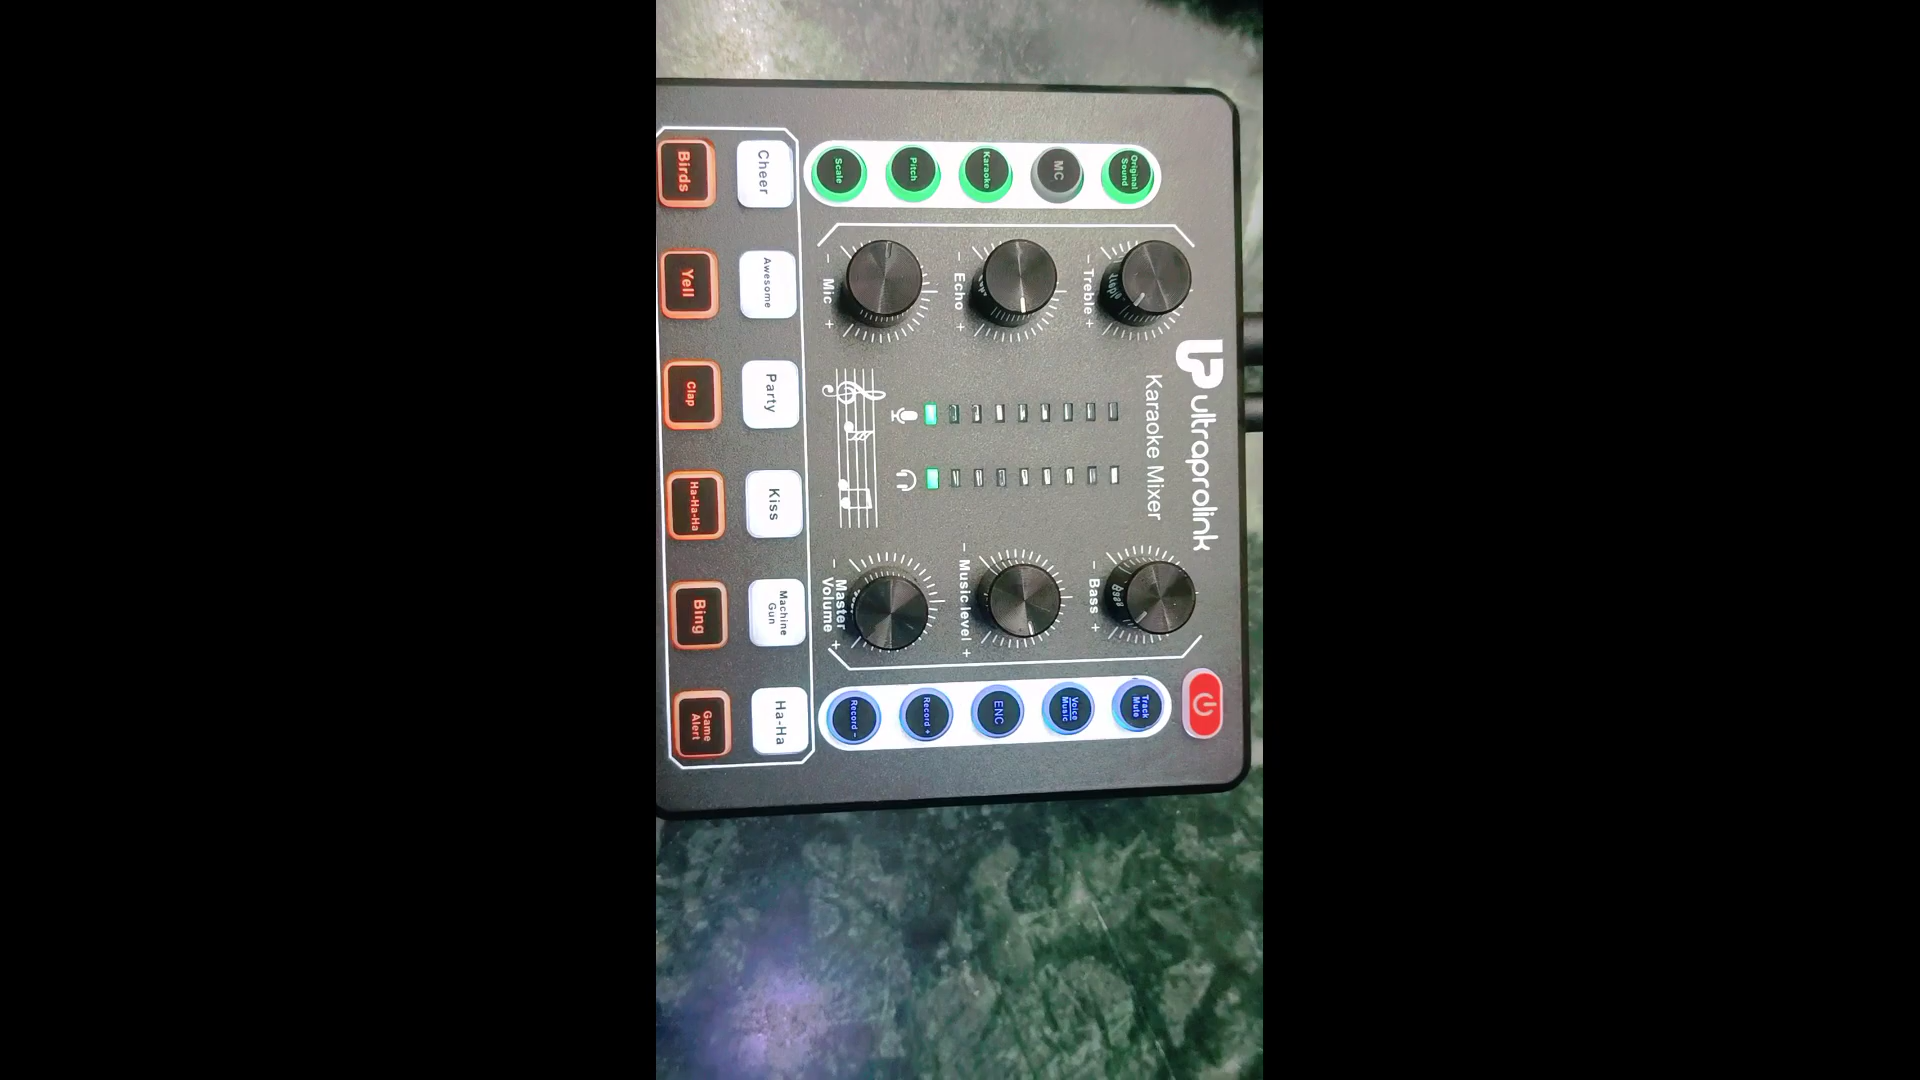 ultraprolink
Karaoke Mixer
Original
Sound
MC
Karaoke
Pitch
Scale
- Treble +
- Echo +
- Mic +
- Bass +
- Music level +
- Master
Volume +
Track
Mute
Voice
Music
ENC
Record +
Record -
Cheer
Awesome
Party
Kiss
Machine
Gun
Ha-Ha
Birds
Yell
Clap
Ha-Ha-Ha
Bing
Game
Alert